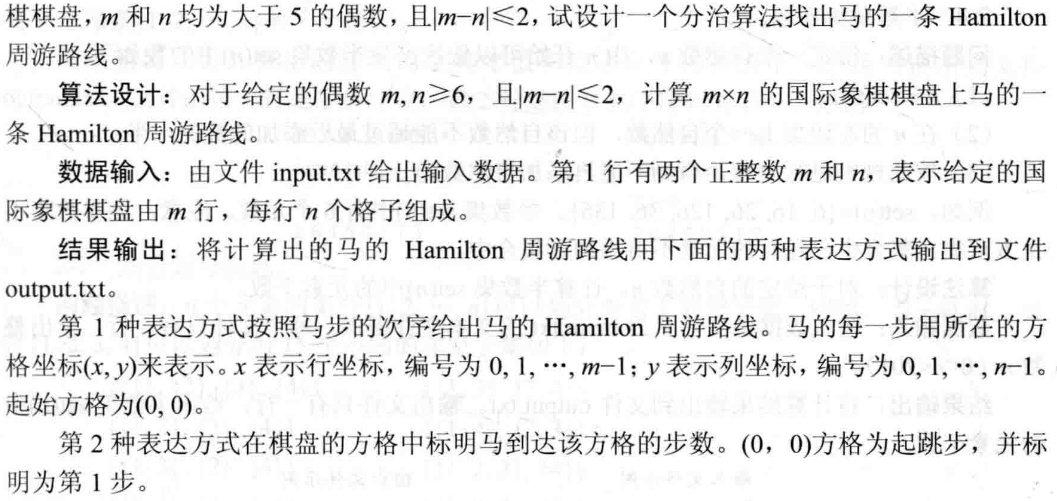 棋棋盘，m 和 n 均为大于 5 的偶数，且|m−n|≤2，试设计一个分治算法找出马的一条 Hamilton
周游路线。
算法设计：对于给定的偶数 m, n≥6，且|m−n|≤2，计算 m×n 的国际象棋棋盘上马的一
条 Hamilton 周游路线。
数据输入：由文件 input.txt 给出输入数据。第 1 行有两个正整数 m 和 n，表示给定的国
际象棋棋盘由 m 行，每行 n 个格子组成。
结果输出：将计算出的马的 Hamilton 周游路线用下面的两种表达方式输出到文件
output.txt。
第 1 种表达方式按照马步的次序给出马的 Hamilton 周游路线。马的每一步用所在的方
格坐标(x, y)来表示。x 表示行坐标，编号为 0, 1, ⋯, m−1；y 表示列坐标，编号为 0, 1, ⋯, n−1。
起始方格为(0, 0)。
第 2 种表达方式在棋盘的方格中标明马到达该方格的步数。(0，0)方格为起跳步，并标
明为第 1 步。